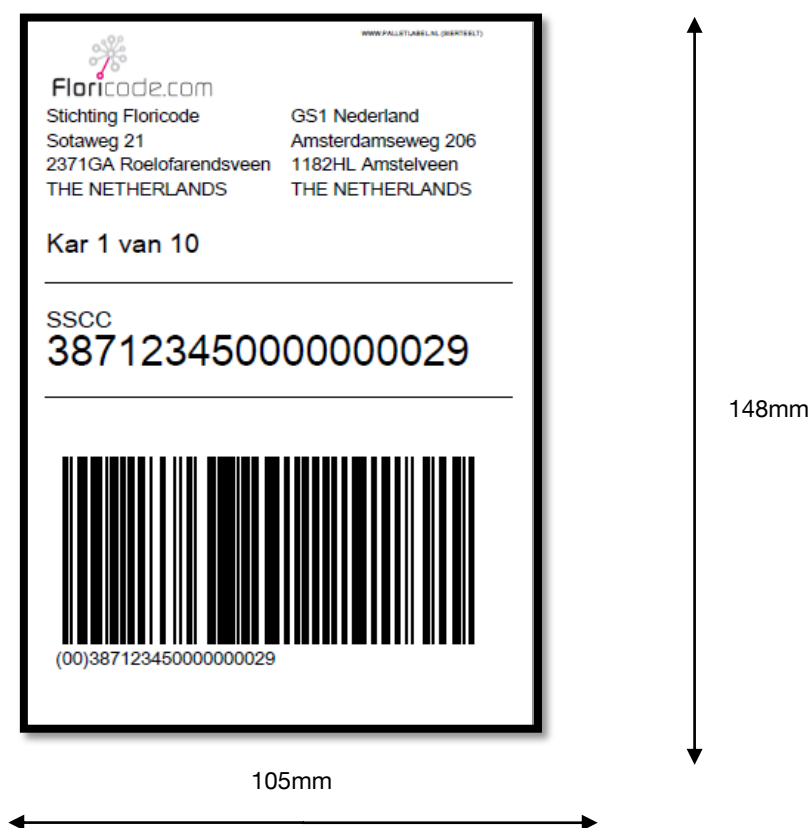 WWW.PALLETLABEL.NL (SIERTEELT)
Floricode.com
Stichting Floricode
Sotaweg 21
2371GA Roelofarendsveen
THE NETHERLANDS
GS1 Nederland
Amsterdamseweg 206
1182HL Amstelveen
THE NETHERLANDS
Kar 1 van 10
SSCC
387123450000000029
(00)387123450000000029
148mm
105mm